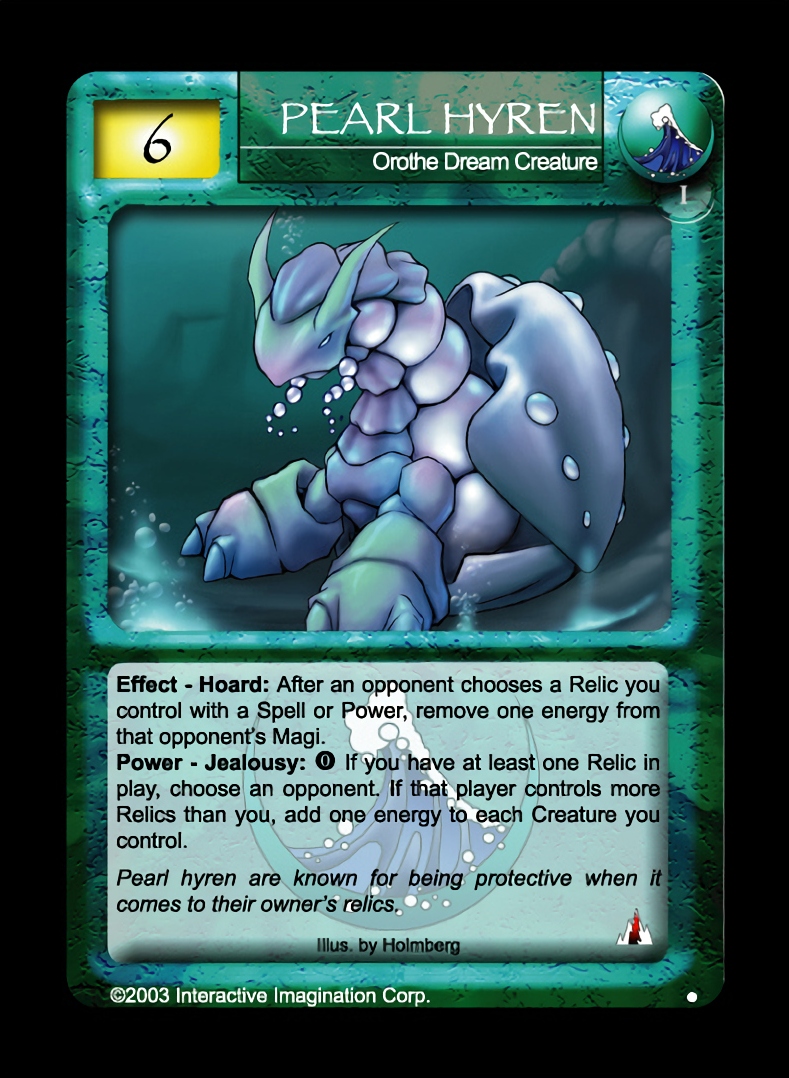 6
PEARL HYREN
Orothe Dream Creature
I
Effect - Hoard: After an opponent chooses a Relic you
control with a Spell or Power, remove one energy from
that opponent's Magi.
Power - Jealousy: 0 If you have at least one Relic in
play, choose an opponent. If that player controls more
Relics than you, add one energy to each Creature you
control.
Pearl hyren are known for being protective when it
comes to their owner's relics.
Illus. by Holmberg
©2003 Interactive Imagination Corp.